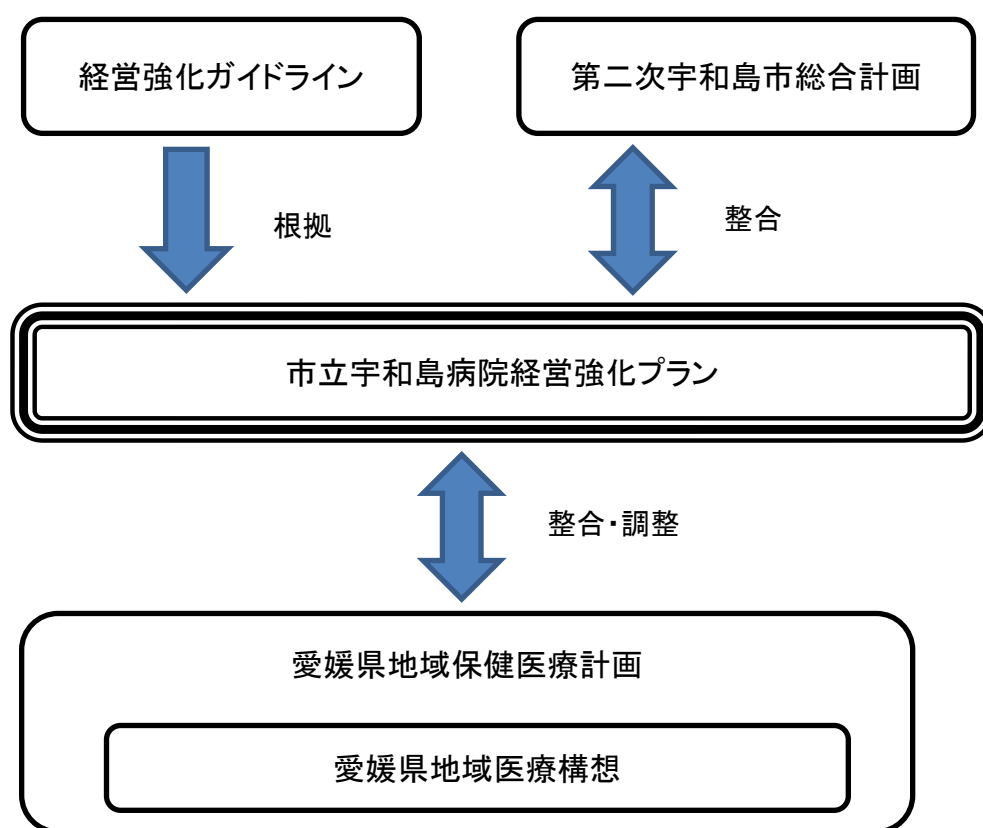 経営強化ガイドライン
第二次宇和島市総合計画
根拠
整合
市立宇和島病院経営強化プラン
整合・調整
愛媛県地域保健医療計画
愛媛県地域医療構想